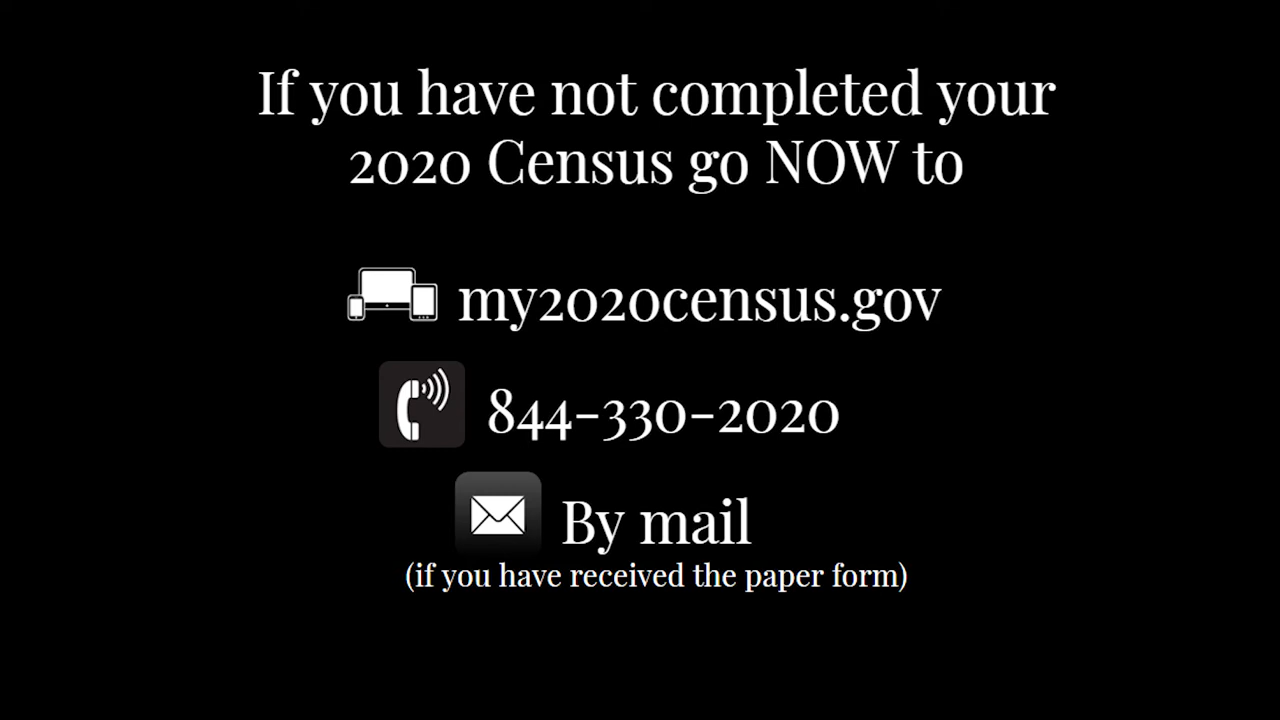 If you have not completed your
2020 Census go NOW to
my2020census.gov
844-330-2020
By mail
(if you have received the paper form)